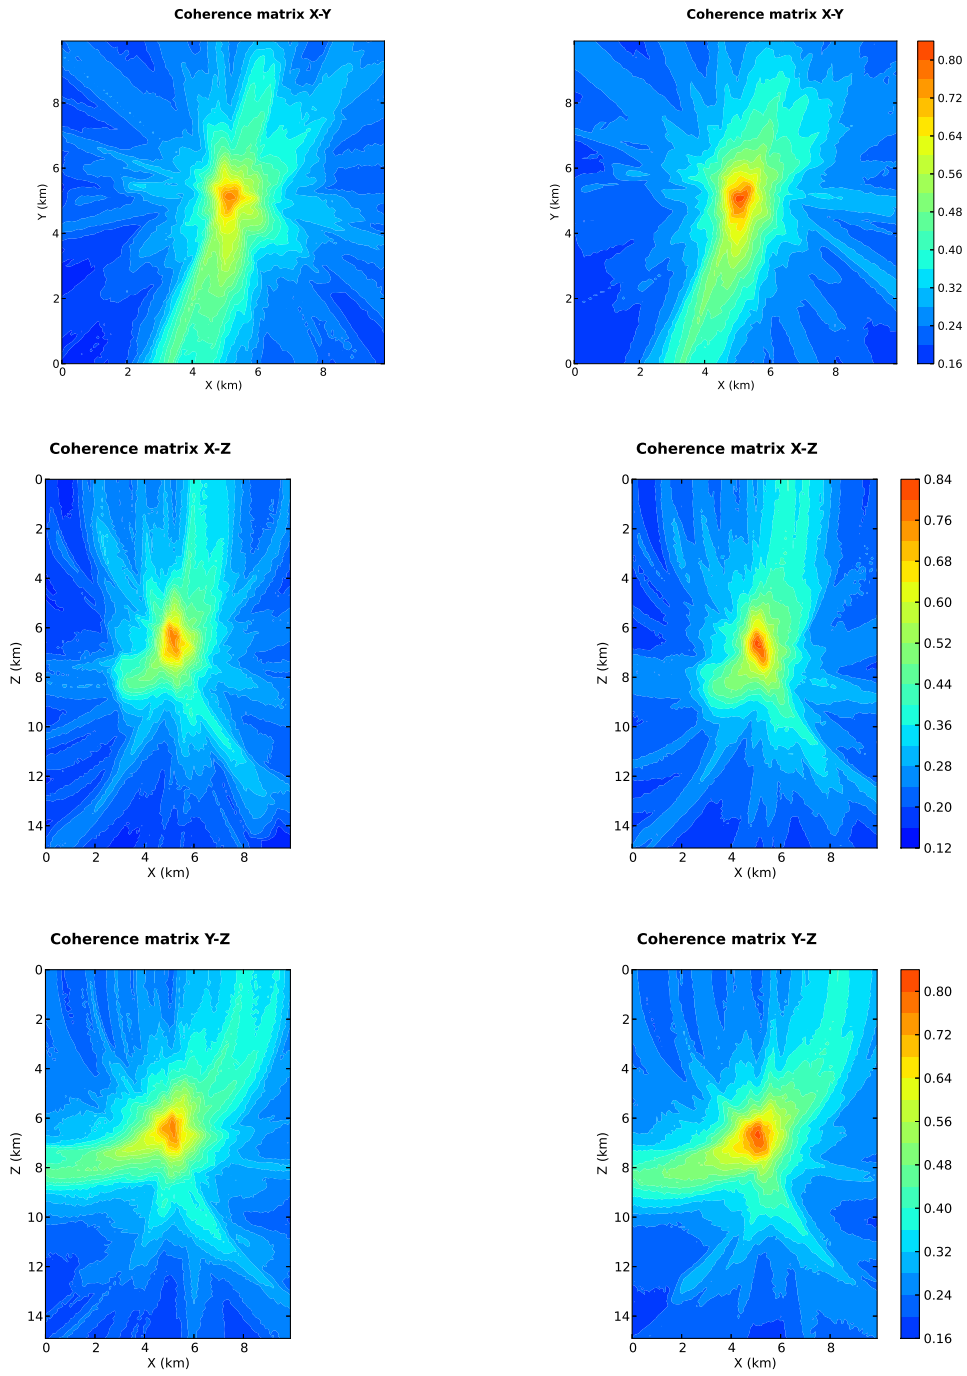 Coherence matrix X-Y
Coherence matrix X-Y
8
6
4
2
0
Y (km)
0 2 4 6 8
X (km)
8
6
4
2
0
Y (km)
0 2 4 6 8
X (km)
0.80
0.72
0.64
0.56
0.48
0.40
0.32
0.24
0.16
Coherence matrix X-Z
Coherence matrix X-Z
0
2
4
6
8
10
12
14
Z (km)
0 2 4 6 8
X (km)
0
2
4
6
8
10
12
14
Z (km)
0 2 4 6 8
X (km)
0.84
0.76
0.68
0.60
0.52
0.44
0.36
0.28
0.20
0.12
Coherence matrix Y-Z
Coherence matrix Y-Z
0
2
4
6
8
10
12
14
Z (km)
0 2 4 6 8
X (km)
0
2
4
6
8
10
12
14
Z (km)
0 2 4 6 8
X (km)
0.80
0.72
0.64
0.56
0.48
0.40
0.32
0.24
0.16